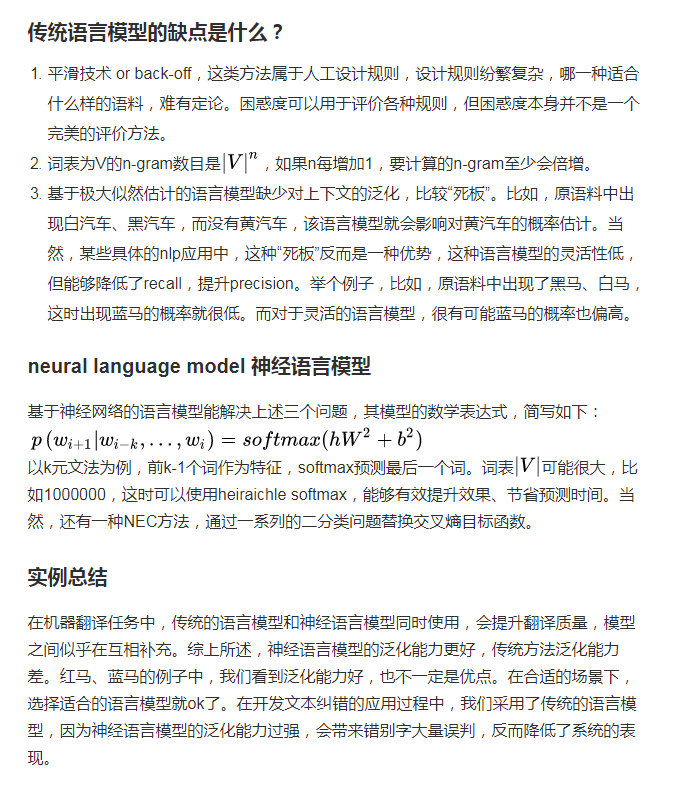 传统语言模型的缺点是什么？
1. 平滑技术 or back-off，这类方法属于人工设计规则，设计规则纷繁复杂，哪一种适合
什么样的语料，难有定论。困惑度可以用于评价各种规则，但困惑度本身并不是一个
完美的评价方法。
2. 词表为V的n-gram数目是|V|^n，如果n每增加1，要计算的n-gram至少会倍增。
3. 基于极大似然估计的语言模型缺少对上下文的泛化，比较“死板”。比如，原语料中出
现白汽车、黑汽车，而没有黄汽车，该语言模型就会影响对黄汽车的概率估计。当
然，某些具体的nlp应用中，这种“死板”反而是一种优势，这种语言模型的灵活性低，
但能够降低了recall，提升precision。举个例子，比如，原语料中出现了黑马、白马，
这时出现蓝马的概率就很低。而对于灵活的语言模型，很有可能蓝马的概率也偏高。
neural language model 神经语言模型
基于神经网络的语言模型能解决上述三个问题，其模型的数学表达式，简写如下：
p(w_{i+1}|w_{i-k},...,w_i) = softmax(hW^2 + b^2)
以k元文法为例，前k-1个词作为特征，softmax预测最后一个词。词表|V|可能很大，比
如1000000，这时可以使用heiraichle softmax，能够有效提升效果、节省预测时间。当
然，还有一种NEC方法，通过一系列的二分类问题替换交叉熵目标函数。
实例总结
在机器翻译任务中，传统的语言模型和神经语言模型同时使用，会提升翻译质量，模型
之间似乎在互相补充。综上所述，神经语言模型的泛化能力更好，传统方法泛化能力
差。红马、蓝马的例子中，我们看到泛化能力好，也不一定是优点。在合适的场景下，
选择适合的语言模型就ok了。在开发文本纠错的应用过程中，我们采用了传统的语言模
型，因为神经语言模型的泛化能力过强，会带来错别字大量误判，反而降低了系统的表
现。